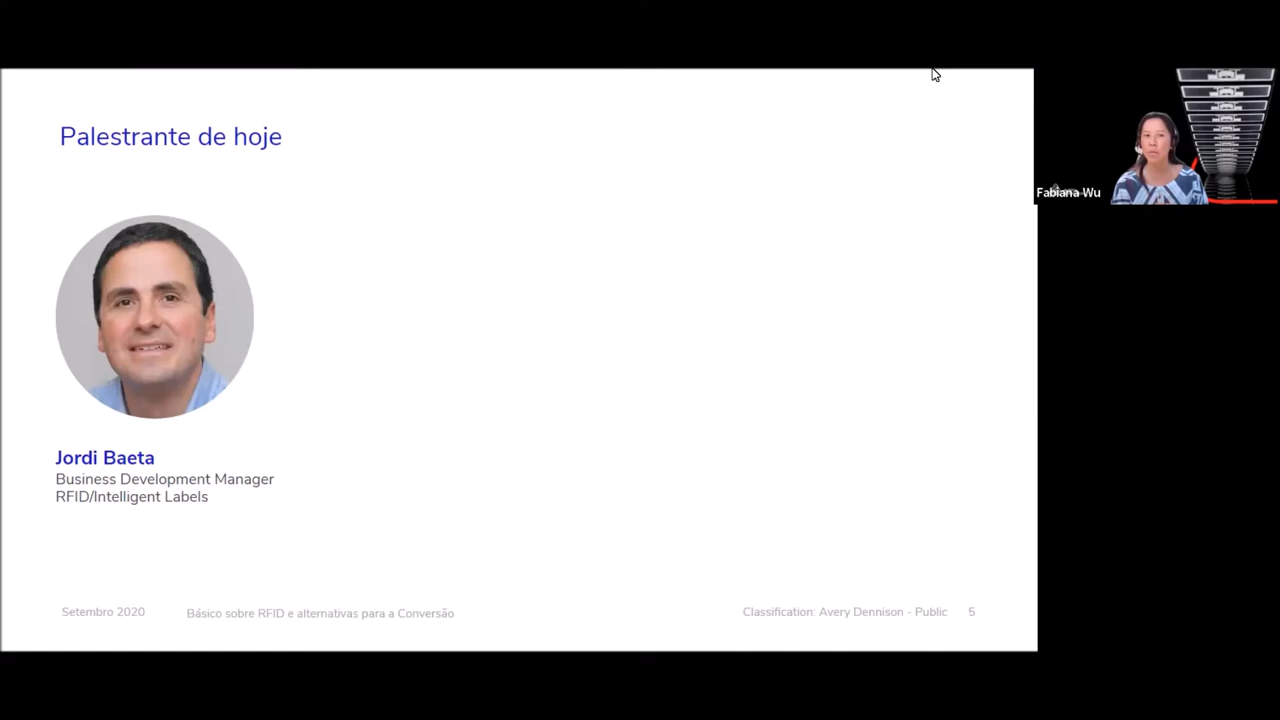 Palestrante de hoje
Fabiana Wu
Jordi Baeta
Business Development Manager
RFID/Intelligent Labels
Setembro 2020
Básico sobre RFID e alternativas para a Conversão
Classification: Avery Dennison - Public
5